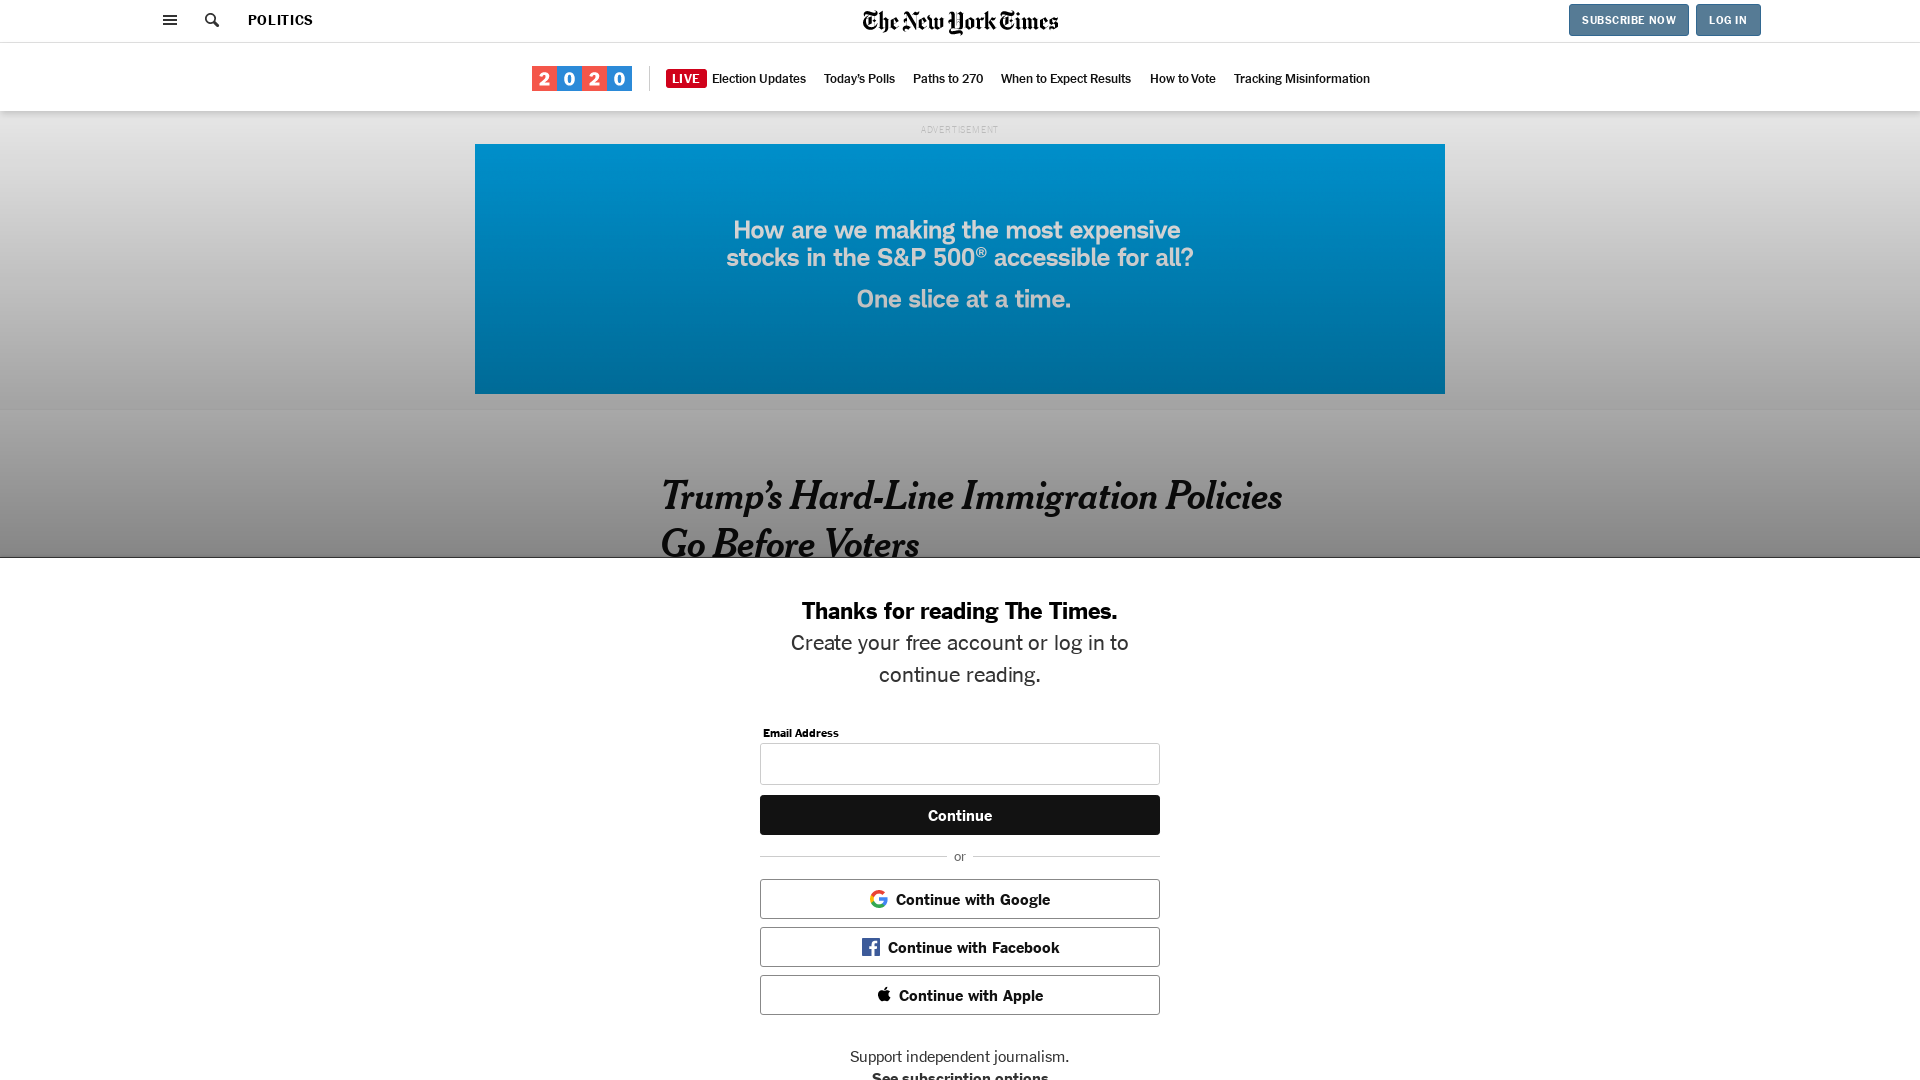 POLITICS
The New York Times
SUBSCRIBE NOW
LOG IN
2020
LIVE Election Updates
Today's Polls
Paths to 270
When to Expect Results
How to Vote
Tracking Misinformation
ADVERTISEMENT
How are we making the most expensive
stocks in the S&P 500® accessible for all?
One slice at a time.
Trump's Hard-Line Immigration Policies
Go Before Voters
Thanks for reading The Times.
Create your free account or log in to
continue reading.
Email Address
Continue
or
Continue with Google
Continue with Facebook
Continue with Apple
Support independent journalism.
See subscription options